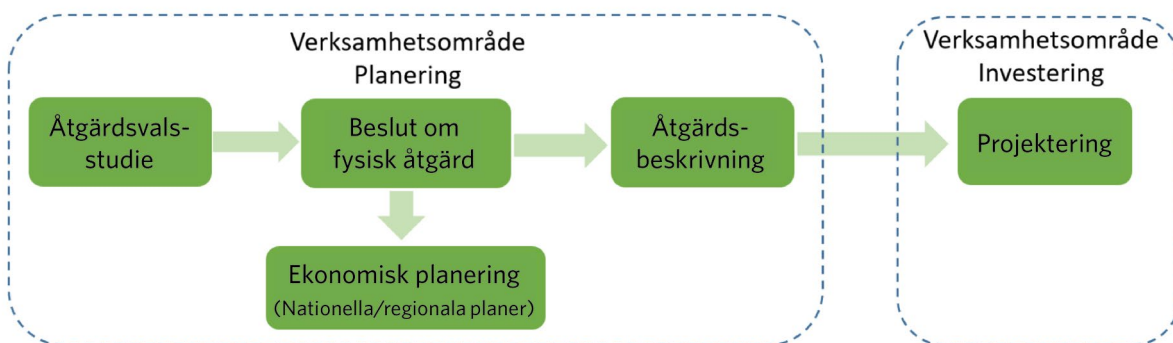 Verksamhetsområde
Planering
Åtgärdsvals-
studie
Beslut om
fysisk åtgärd
Åtgärds-
beskrivning
Ekonomisk planering
(Nationella/regionala planer)
Verksamhetsområde
Investering
Projektering